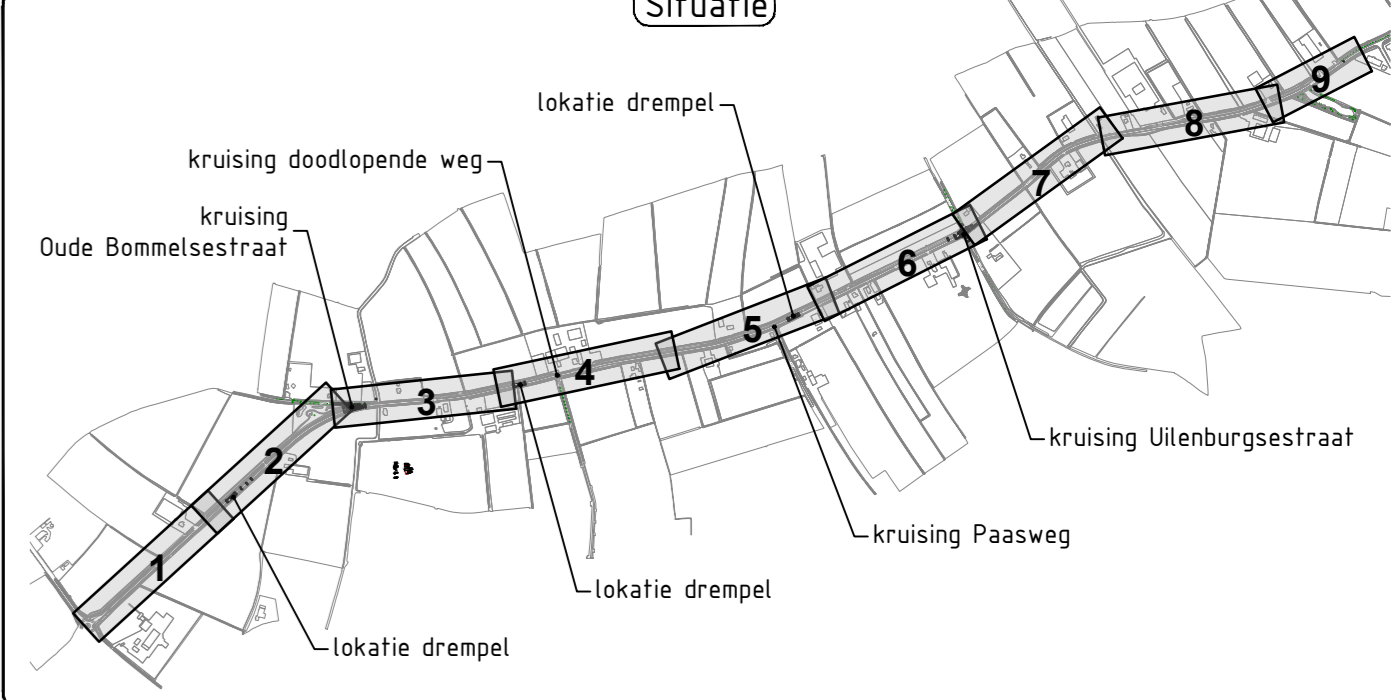 Situatie
lokatie drempel
kruising doodlopende weg
kruising
Oude Bommelsestraat
9
8
7
6
5
4
3
2
1
kruising Uilenburgsestraat
kruising Paasweg
lokatie drempel
lokatie drempel